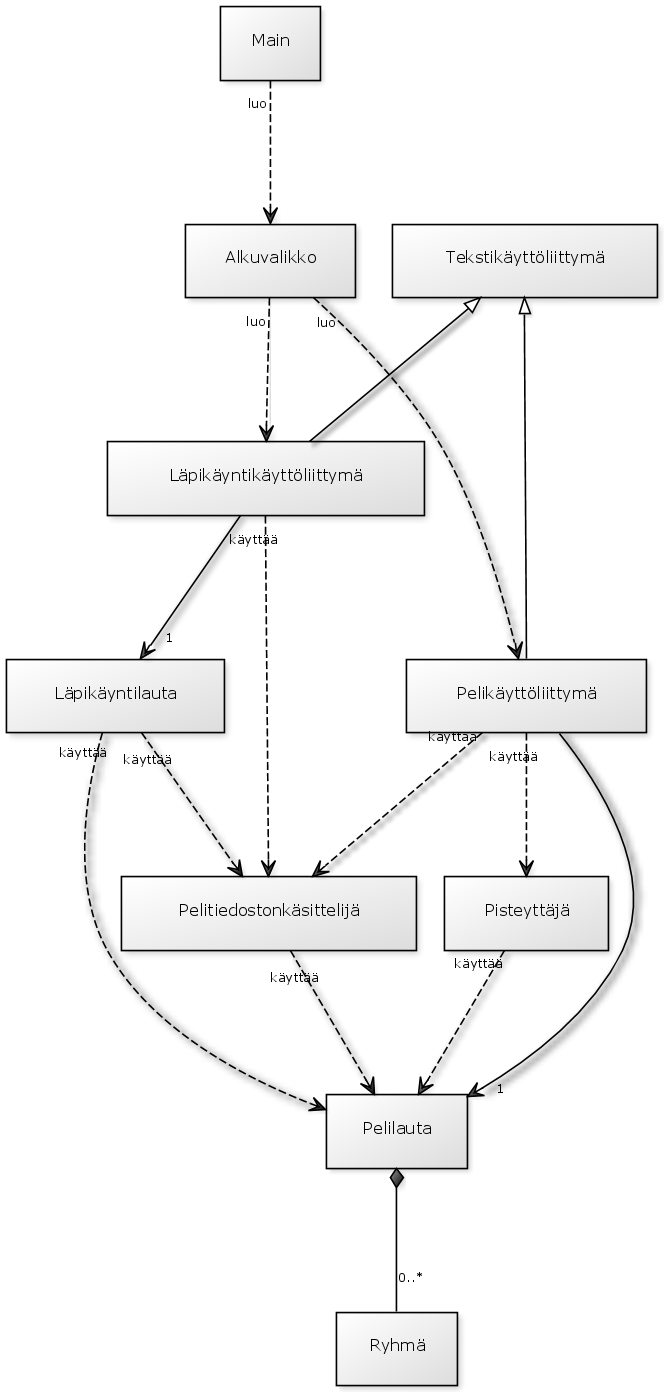 Main
luo
Alkuvalikko
Tekstikäyttöliittymä
luo
luo
Läpikäyntikäyttöliittymä
käyttää
1
Läpikäyntilauta
Pelikäyttöliittymä
käyttää
käyttää
käyttää
käyttää
Pelitiedostonkäsittelijä
Pisteyttäjä
käyttää
käyttää
1
Pelilauta
0..*
Ryhmä